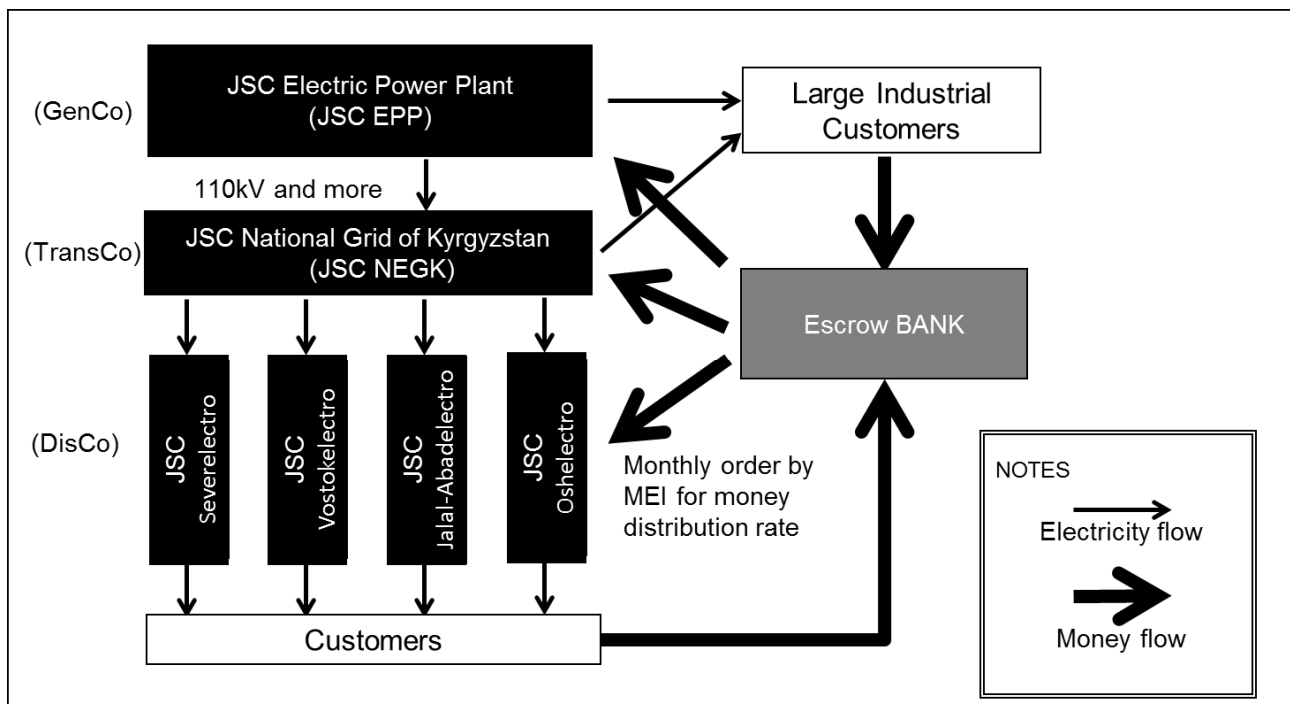 (GenCo)
JSC Electric Power Plant
(JSC EPP)
Large Industrial
Customers
110kV and more
(TransCo)
JSC National Grid of Kyrgyzstan
(JSC NEGK)
Escrow BANK
(DisCo)
JSC
Severelectro
JSC
Vostokelectro
JSC
Jalal-Abadelectro
JSC
Oshelectro
Monthly order by
MEI for money
distribution rate
Customers
NOTES
Electricity flow
Money flow